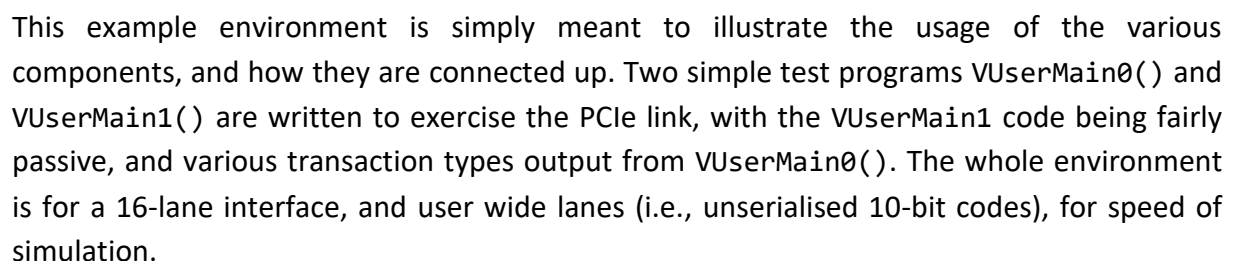 This example environment is simply meant to illustrate the usage of the various
components, and how they are connected up. Two simple test programs VUserMain0() and
VUserMain1() are written to exercise the PCIe link, with the VUserMain1 code being fairly
passive, and various transaction types output from VUserMain0(). The whole environment
is for a 16-lane interface, and user wide lanes (i.e., unserialised 10-bit codes), for speed of
simulation.